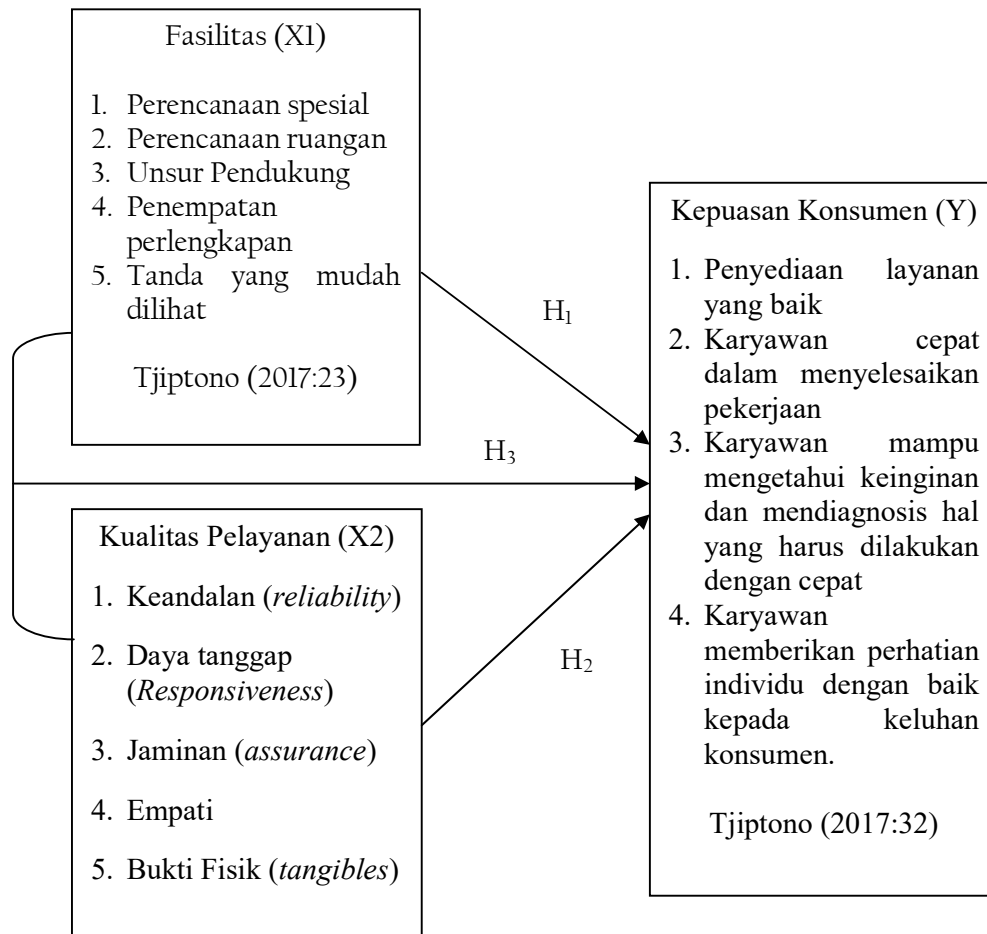 Fasilitas (X1)
1. Perencanaan spesial
2. Perencanaan ruangan
3. Unsur Pendukung
4. Penempatan
perlengkapan
5. Tanda yang mudah
dilihat
Tjiptono (2017:23)
H1
H3
H2
Kualitas Pelayanan (X2)
1. Keandalan (reliability)
2. Daya tanggap
(Responsiveness)
3. Jaminan (assurance)
4. Empati
5. Bukti Fisik (tangibles)
Kepuasan Konsumen (Y)
1. Penyediaan layanan
yang baik
2. Karyawan cepat
dalam menyelesaikan
pekerjaan
3. Karyawan mampu
mengetahui keinginan
dan mendiagnosis hal
yang harus dilakukan
dengan cepat
4. Karyawan
memberikan perhatian
individu dengan baik
kepada keluhan
konsumen.
Tjiptono (2017:32)